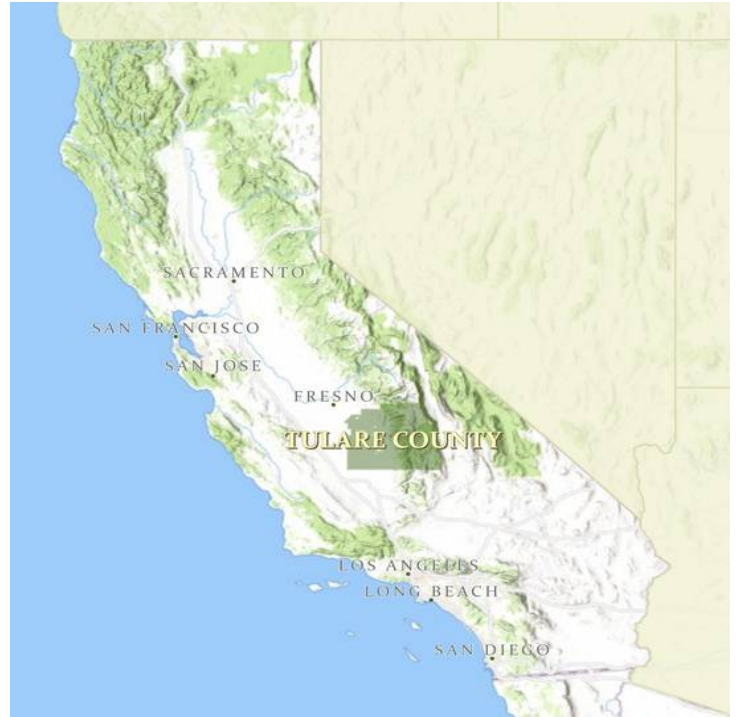 SACRAMENTO
SAN FRANCISCO
SAN JOSE
FRESNO
TULARE COUNTY
LOS ANGELES
LONG BEACH
SAN DIEGO